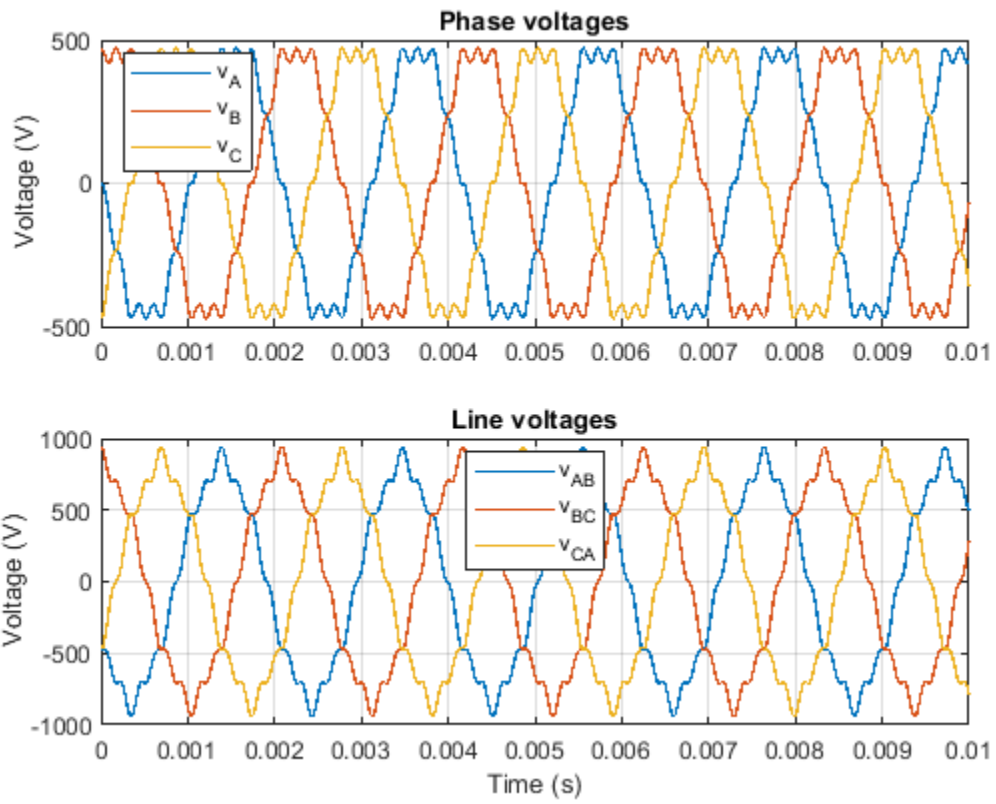 Phase voltages
500
0
-500
Voltage (V)
v_A
v_B
v_C
0 0.001 0.002 0.003 0.004 0.005 0.006 0.007 0.008 0.009 0.01
Line voltages
1000
500
0
-500
-1000
Voltage (V)
v_AB
v_BC
v_CA
0 0.001 0.002 0.003 0.004 0.005 0.006 0.007 0.008 0.009 0.01
Time (s)